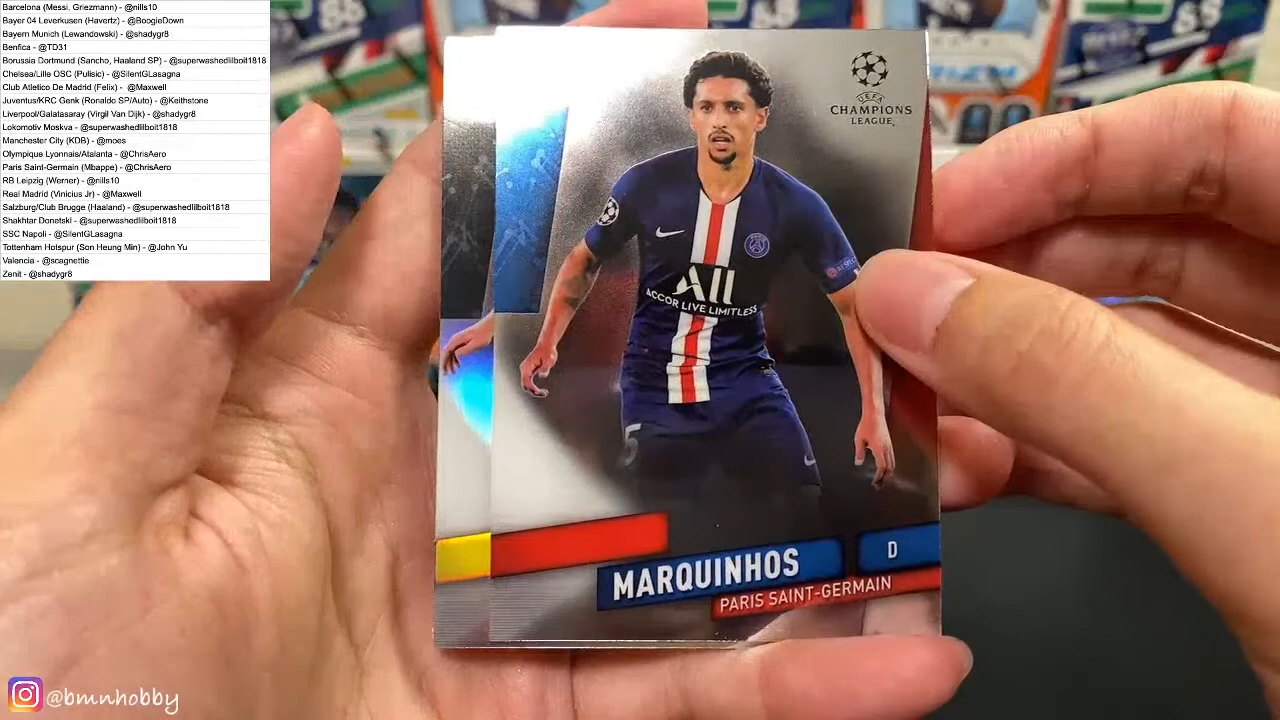 Barcelona (Messi, Griezmann) - @nills10
Bayer 04 Leverkusen (Havertz) - @BoogieDown
Bayern Munich (Lewandowski) - @shadygr8
Benfica - @TD31
Borussia Dortmund (Sancho, Haaland SP) - @superwashedlilboit1818
Chelsea/Lille OSC (Pulisic) - @SilentGLasagna
Club Atletico De Madrid (Felix) - @Maxwell
Juventus/KRC Genk (Ronaldo SP/Auto) - @Keithstone
Liverpool/Galatasaray (Virgil Van Dijk) - @shadygr8
Lokomotiv Moskva - @superwashedlilboit1818
Manchester City (KDB) - @moes
Olympique Lyonnais/Atalanta - @ChrisAero
Paris Saint-Germain (Mbappe) - @ChrisAero
RB Leipzig (Werner) - @nills10
Real Madrid (Vinicius Jr) - @Maxwell
Salzburg/Club Brugge (Haaland) - @superwashedlilboit1818
Shakhtar Donetskl - @superwashedlilboit1818
SSC Napoli - @SilentGLasagna
Tottenham Hotspur (Son Heung Min) - @John Yu
Valencia - @scagnettie
Zenit - @shadygr8
UEFA
CHAMPIONS
LEAGUE
RESPECT
All
ACCOR LIVE LIMITLESS
5
MARQUINHOS
D
PARIS SAINT-GERMAIN
@bmnhobby